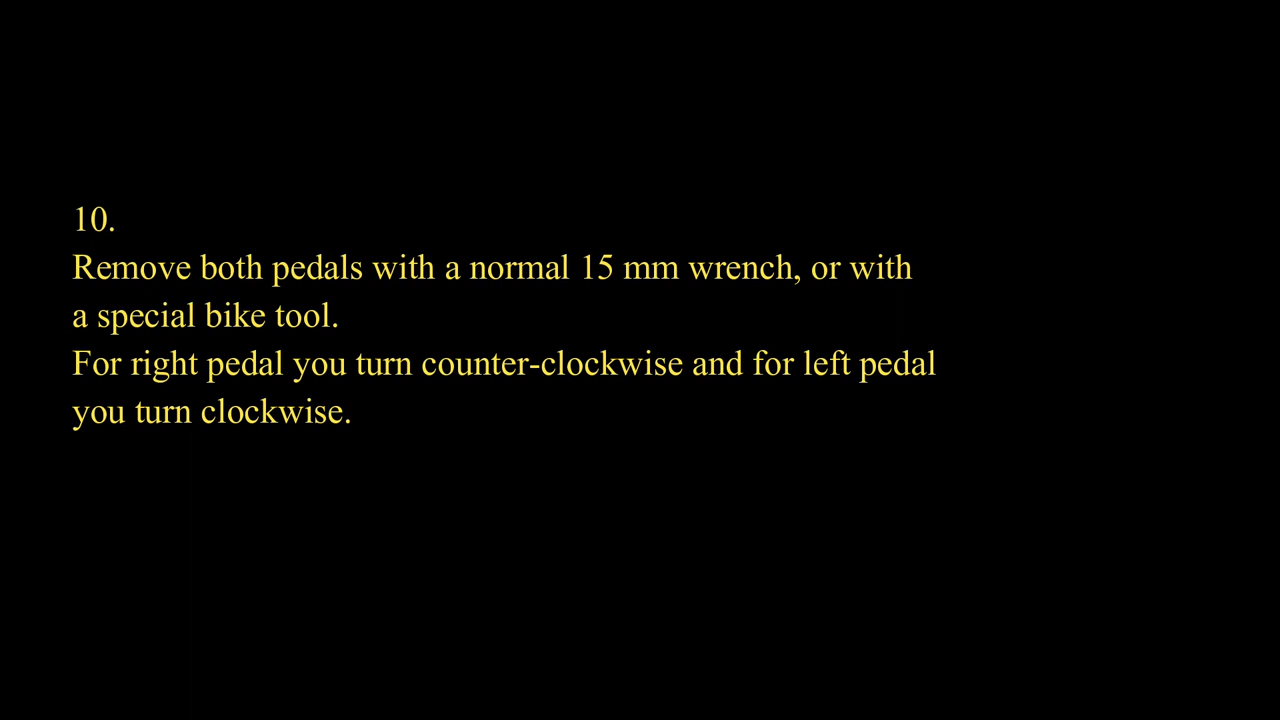 10.
Remove both pedals with a normal 15 mm wrench, or with
a special bike tool.
For right pedal you turn counter-clockwise and for left pedal
you turn clockwise.